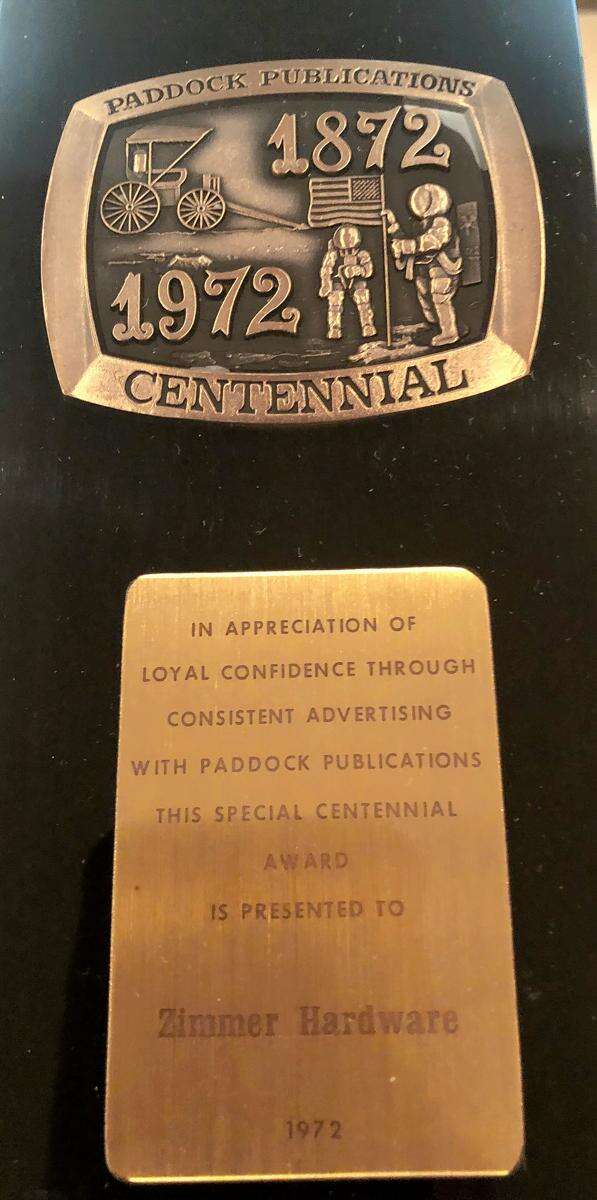 PADDOCK PUBLICATIONS
1872
1972
CENTENNIAL
IN APPRECIATION OF
LOYAL CONFIDENCE THROUGH
CONSISTENT ADVERTISING
WITH PADDOCK PUBLICATIONS
THIS SPECIAL CENTENNIAL
AWARD
IS PRESENTED TO
Zimmer Hardware
1972